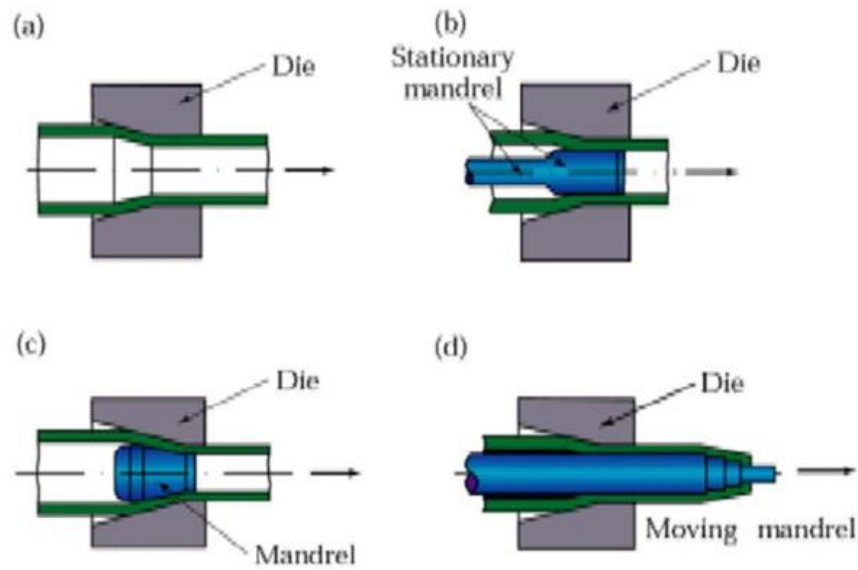 (a)
Die
(b)
Stationary
mandrel
Die
(c)
Die
Mandrel
(d)
Die
Moving mandrel